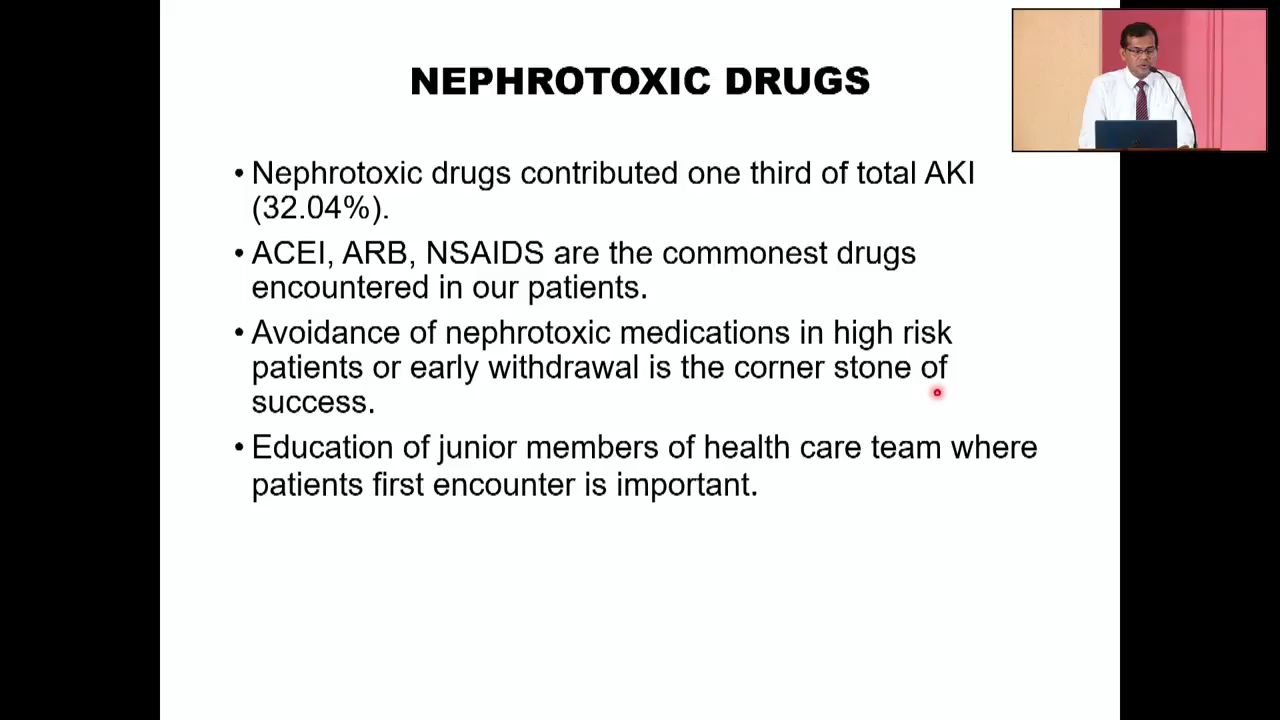 NEPHROTOXIC DRUGS
• Nephrotoxic drugs contributed one third of total AKI
(32.04%).
• ACEI, ARB, NSAIDS are the commonest drugs
encountered in our patients.
• Avoidance of nephrotoxic medications in high risk
patients or early withdrawal is the corner stone of
success.
• Education of junior members of health care team where
patients first encounter is important.